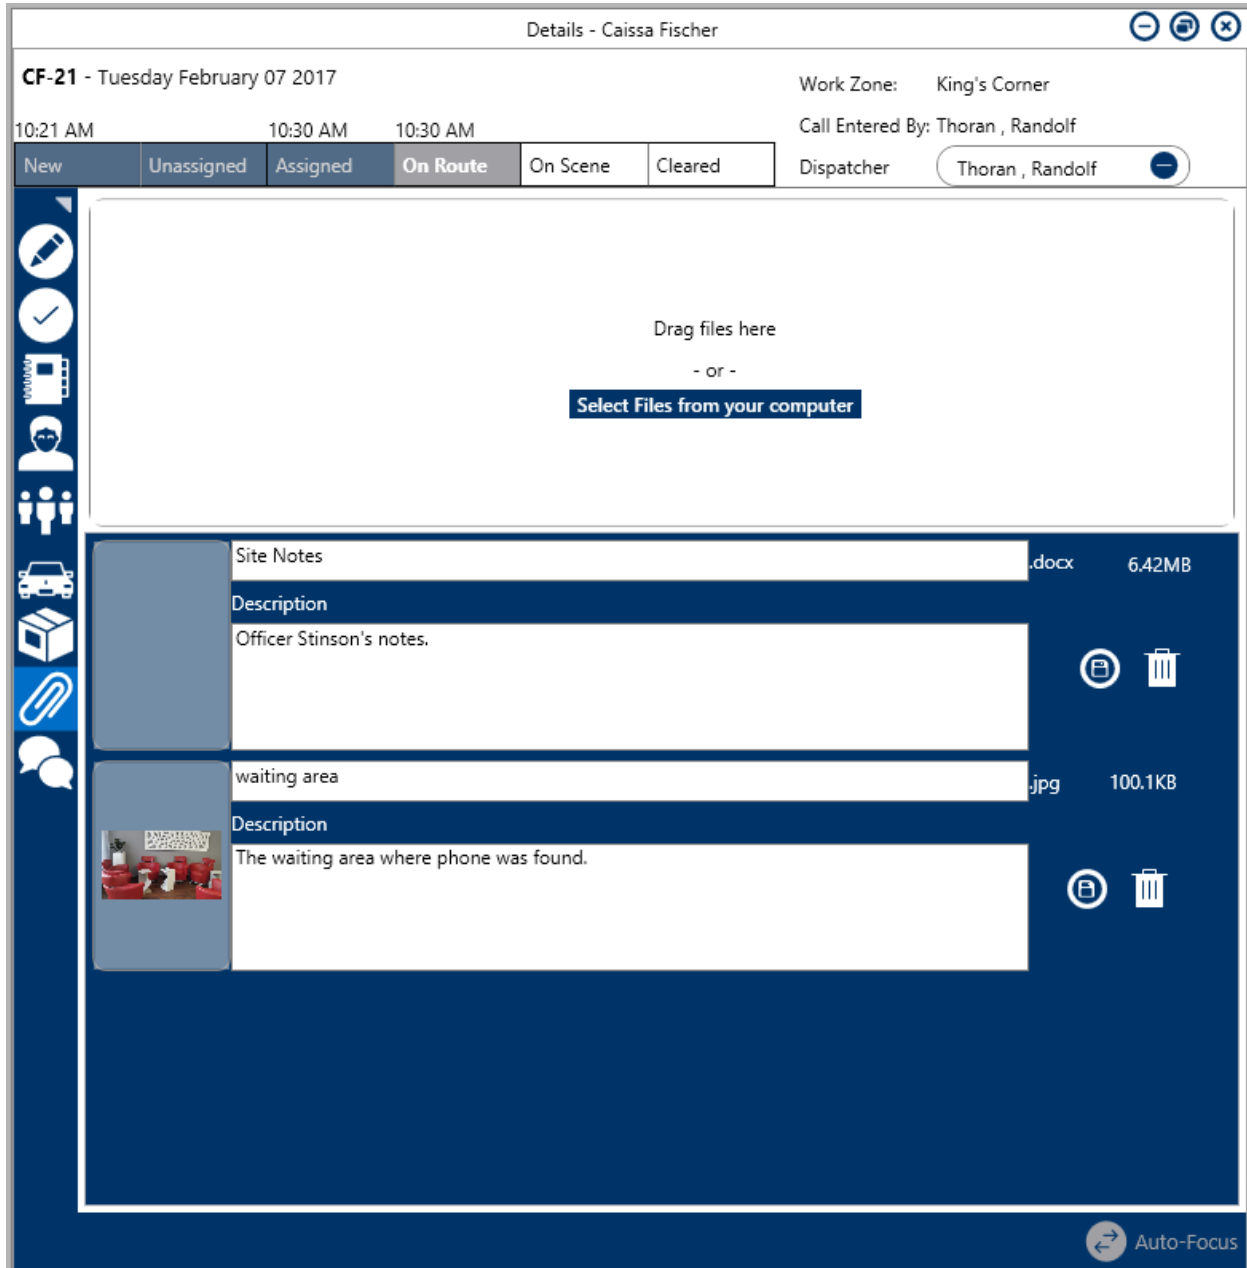 Details - Caissa Fischer
CF-21 - Tuesday February 07 2017
Work Zone: King's Corner
Call Entered By: Thoran , Randolf
10:21 AM 10:30 AM 10:30 AM
New Unassigned Assigned On Route On Scene Cleared
Dispatcher Thoran , Randolf
Drag files here
- or -
Select Files from your computer
Site Notes .docx 6.42MB
Description
Officer Stinson's notes.
waiting area .jpg 100.1KB
Description
The waiting area where phone was found.
Auto-Focus